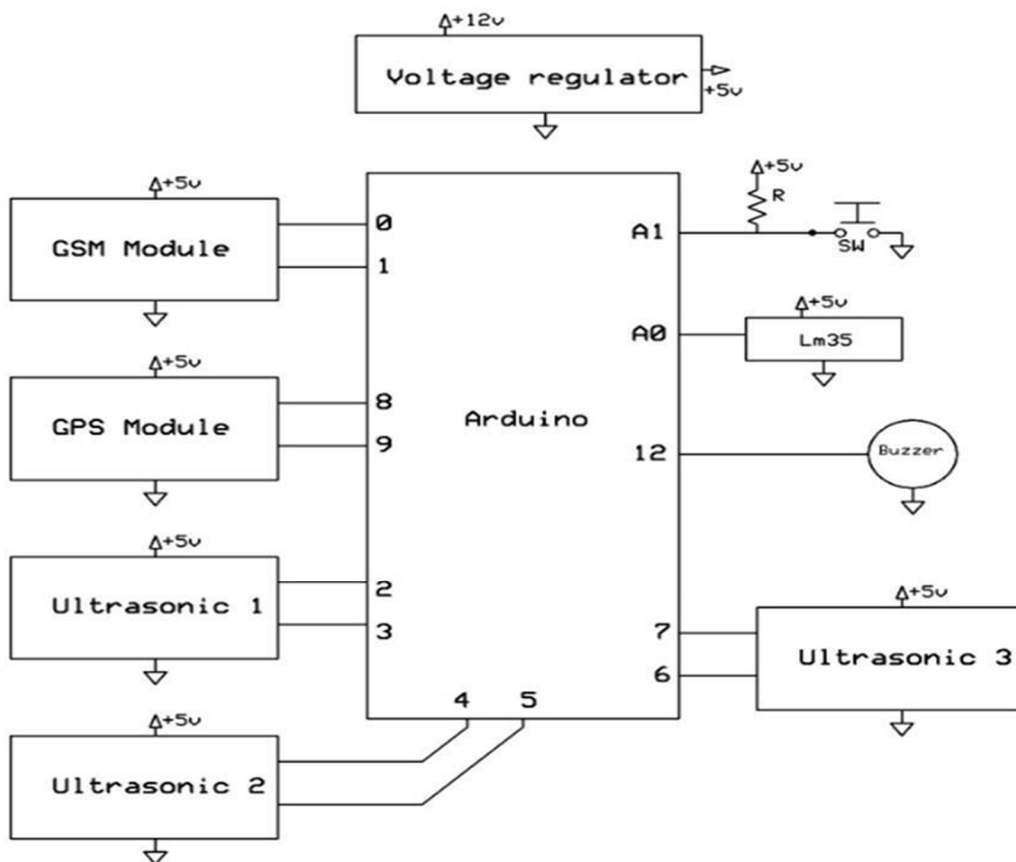 +12v
Voltage regulator
+5v
+5v
GSM Module
0
1
+5v
GPS Module
8
9
+5v
Ultrasonic 1
2
3
+5v
Ultrasonic 2
4 5
Arduino
+5v
R
A1
SW
+5v
A0
Lm35
12
Buzzer
+5v
7
6
Ultrasonic 3